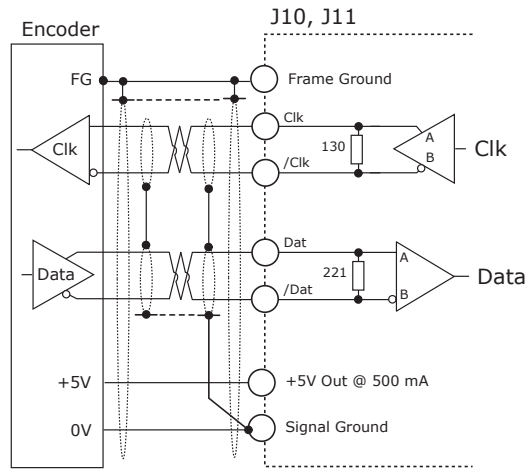 J10, J11
Encoder
FG
Frame Ground
Clk
Clk
130
A
B
Clk
/Clk
Dat
Data
221
A
B
Data
/Dat
+5V
+5V Out @ 500 mA
0V
Signal Ground